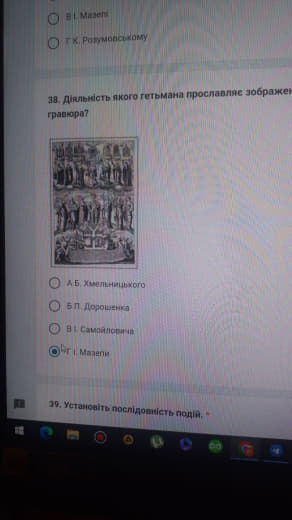 В І. Мазепі
Г К. Розумовському
38. Діяльність якого гетьмана прославляє зображен
гравюра?
А Б. Хмельницького
Б П. Дорошенка
В І. Самойловича
Г І. Мазепи
39. Установіть послідовність подій. *